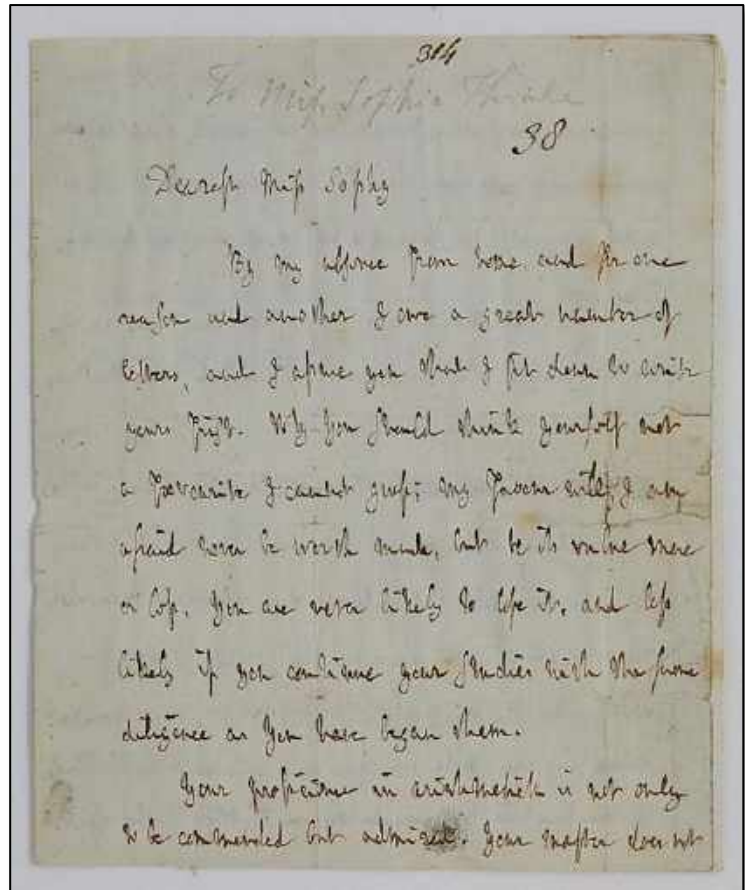 314
To Miss Sophia Thrale
38
Dearest Miss Sophy
By my absence from home, and for one
reason and another I owe a great number of
letters, and I assure you that I sit down to write
yours first. Why you should think yourself not
a favourite I cannot guess; my favour will, I am
afraid never be worth much, but be its value more
or less, you are never likely to lose it, and less
likely if you continue your studies with the same
diligence as you have began them.
Your proficience in arithmetick is not only
to be commended but admired. Your master does not